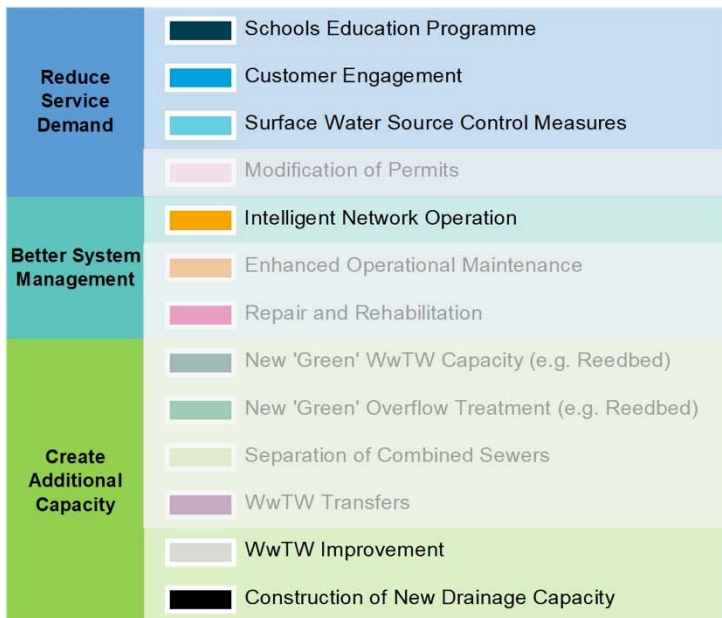 Reduce
Service
Demand
Schools Education Programme
Customer Engagement
Surface Water Source Control Measures
Modification of Permits
Better System
Management
Intelligent Network Operation
Enhanced Operational Maintenance
Repair and Rehabilitation
Create
Additional
Capacity
New 'Green' WwTW Capacity (e.g. Reedbed)
New 'Green' Overflow Treatment (e.g. Reedbed)
Separation of Combined Sewers
WwTW Transfers
WwTW Improvement
Construction of New Drainage Capacity